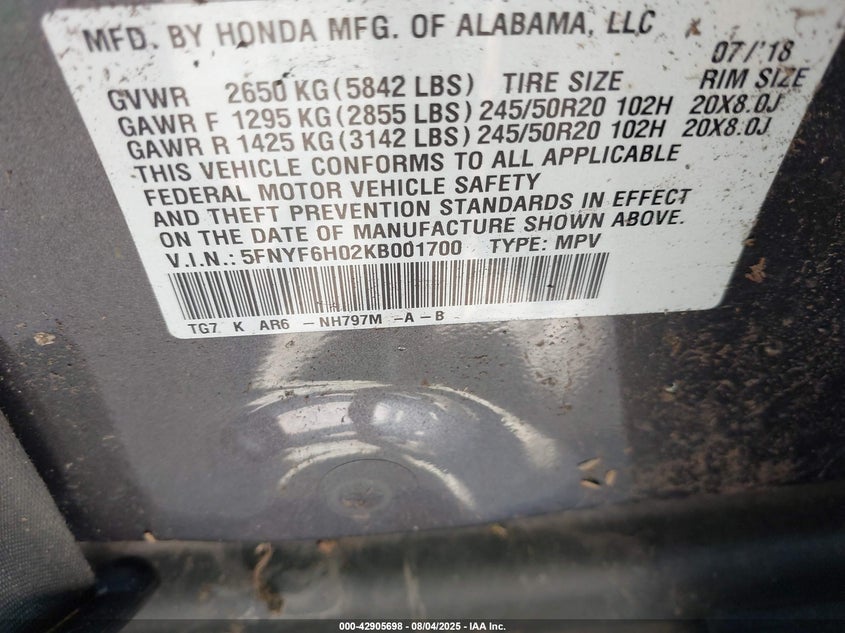 MFD. BY HONDA MFG. OF ALABAMA, LLC
07/'18
GVWR 2650 KG (5842 LBS) TIRE SIZE RIM SIZE
GAWR F 1295 KG (2855 LBS) 245/50R20 102H 20X8.0J
GAWR R 1425 KG (3142 LBS) 245/50R20 102H 20X8.0J
THIS VEHICLE CONFORMS TO ALL APPLICABLE
FEDERAL MOTOR VEHICLE SAFETY
AND THEFT PREVENTION STANDARDS IN EFFECT
ON THE DATE OF MANUFACTURE SHOWN ABOVE.
V.I.N.: 5FNYF6H02KB001700 TYPE: MPV
TG7 K AR6 -NH797M -A-B
000-42905698 - 08/04/2025 - IAA Inc.